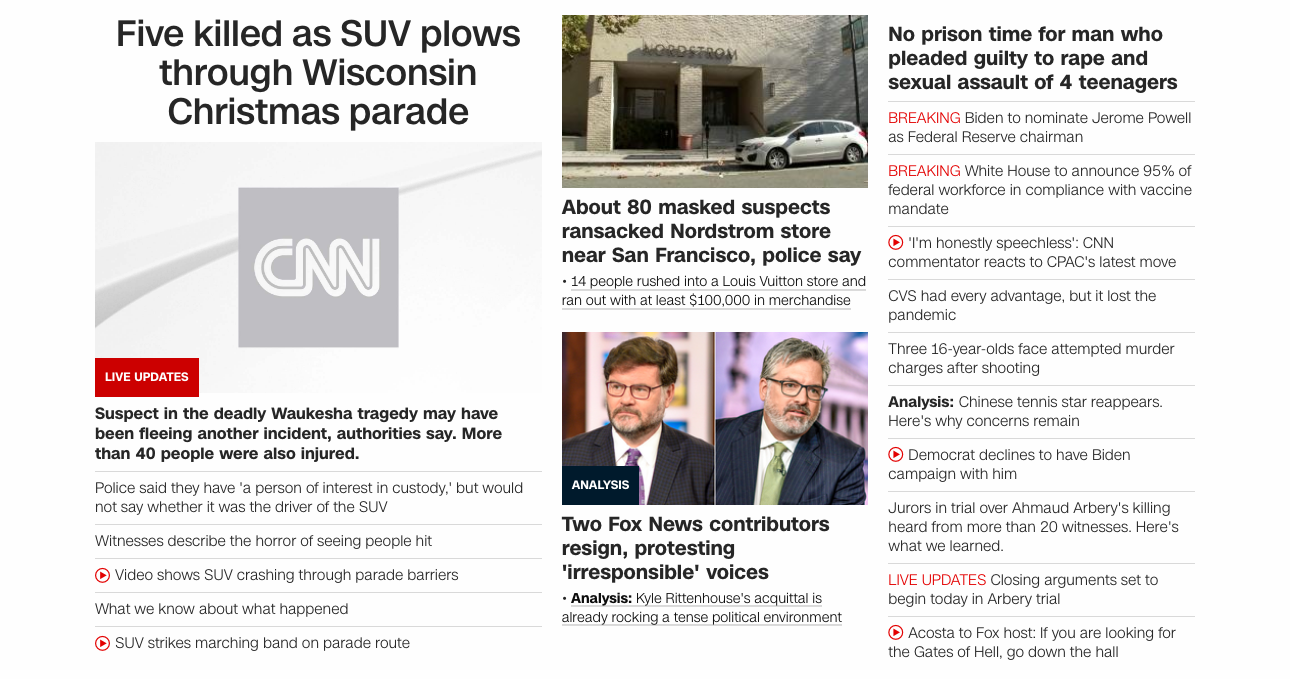 Five killed as SUV plows
through Wisconsin
Christmas parade
CNN
LIVE UPDATES
Suspect in the deadly Waukesha tragedy may have
been fleeing another incident, authorities say. More
than 40 people were also injured.
Police said they have 'a person of interest in custody,' but would
not say whether it was the driver of the SUV
Witnesses describe the horror of seeing people hit
Video shows SUV crashing through parade barriers
What we know about what happened
SUV strikes marching band on parade route
NORDSTROM
About 80 masked suspects
ransacked Nordstrom store
near San Francisco, police say
• 14 people rushed into a Louis Vuitton store and
ran out with at least $100,000 in merchandise
ANALYSIS
Two Fox News contributors
resign, protesting
'irresponsible' voices
• Analysis: Kyle Rittenhouse's acquittal is
already rocking a tense political environment
No prison time for man who
pleaded guilty to rape and
sexual assault of 4 teenagers
BREAKING Biden to nominate Jerome Powell
as Federal Reserve chairman
BREAKING White House to announce 95% of
federal workforce in compliance with vaccine
mandate
'I'm honestly speechless': CNN
commentator reacts to CPAC's latest move
CVS had every advantage, but it lost the
pandemic
Three 16-year-olds face attempted murder
charges after shooting
Analysis: Chinese tennis star reappears.
Here's why concerns remain
Democrat declines to have Biden
campaign with him
Jurors in trial over Ahmaud Arbery's killing
heard from more than 20 witnesses. Here's
what we learned.
LIVE UPDATES Closing arguments set to
begin today in Arbery trial
Acosta to Fox host: If you are looking for
the Gates of Hell, go down the hall